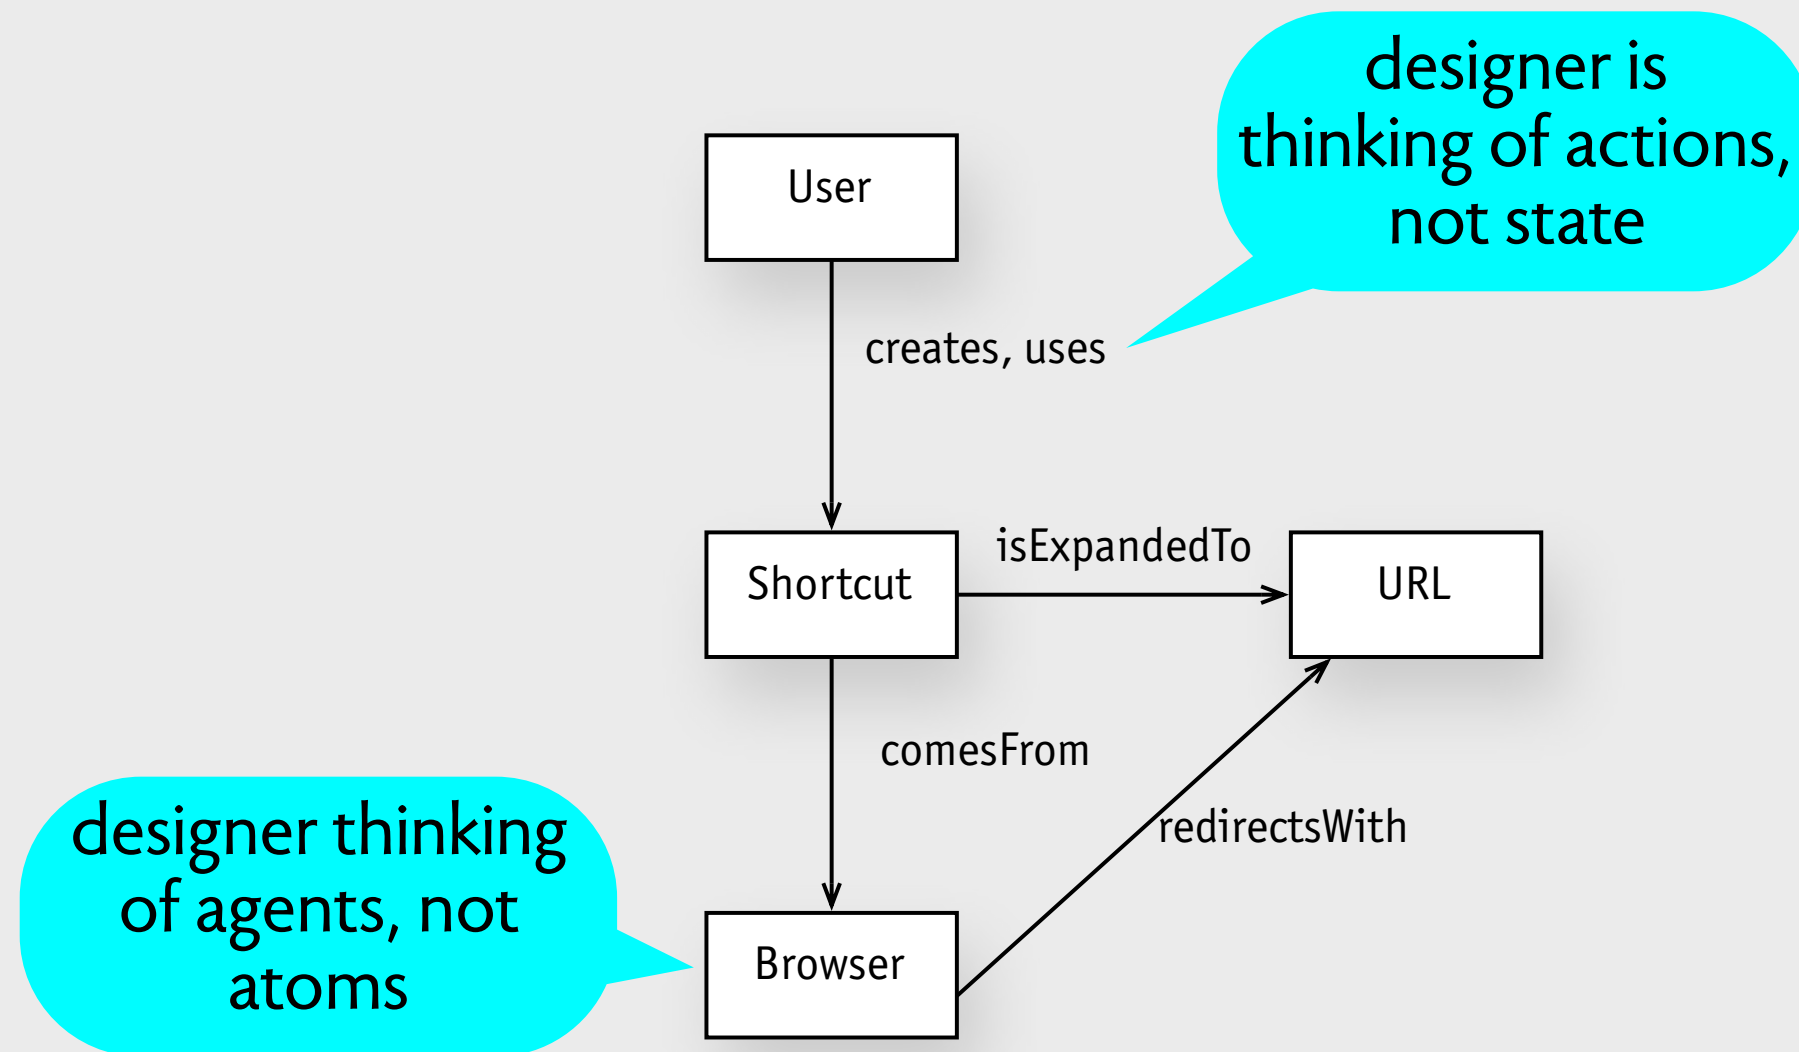 designer is
thinking of actions,
not state
User
creates, uses
isExpandedTo
Shortcut
URL
comesFrom
redirectsWith
designer thinking
of agents, not
atoms
Browser